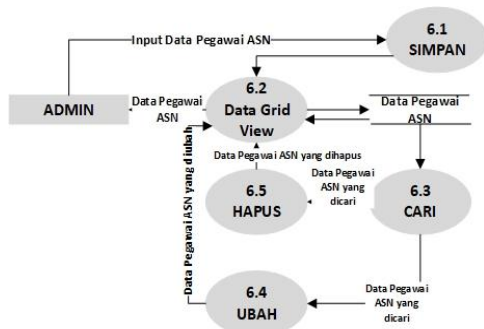 Input Data Pegawai ASN
6.1
SIMPAN
ADMIN
Data Pegawai
ASN
6.2
Data Grid
View
Data Pegawai
ASN
Data Pegawai ASN yang diubah
Data Pegawai ASN yang dihapus
6.5
HAPUS
Data Pegawai
ASN yang
dicari
6.3
CARI
6.4
UBAH
Data Pegawai
ASN yang
dicari